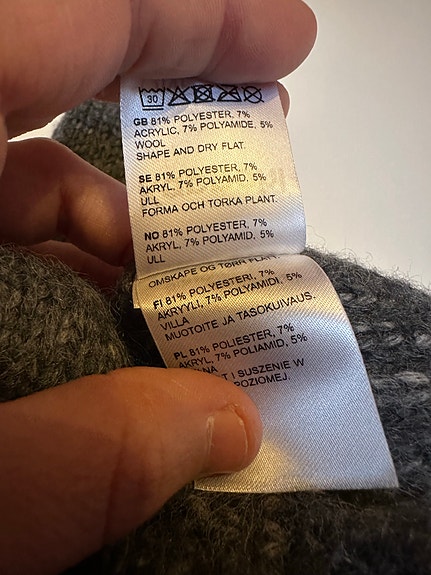 30
GB 81% POLYESTER, 7%
ACRYLIC, 7% POLYAMIDE, 5%
WOOL
SHAPE AND DRY FLAT.
SE 81% POLYESTER, 7%
AKRYL, 7% POLYAMID, 5%
ULL
FORMA OCH TORKA PLANT.
NO 81% POLYESTER, 7%
AKRYL, 7% POLYAMID, 5%
ULL
OMSKAPE OG TØRR FLATT.
FI 81% POLYESTERI, 7%
AKRYYLI, 7% POLYAMIDI, 5%
VILLA
MUOTOITE JA TASOKUIVAUS.
PL 81% POLIESTER, 7%
AKRYL, 7% POLIAMID, 5%
I SUSZENIE W
POZIOMEJ.